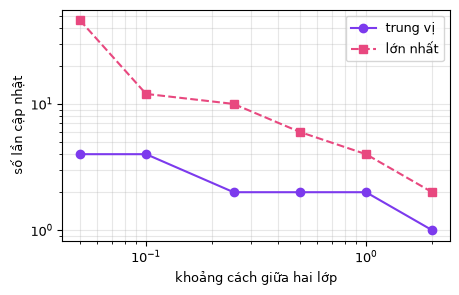 trung vị
lớn nhất
số lần cập nhật
10¹
10⁰
10⁻¹
10⁰
khoảng cách giữa hai lớp